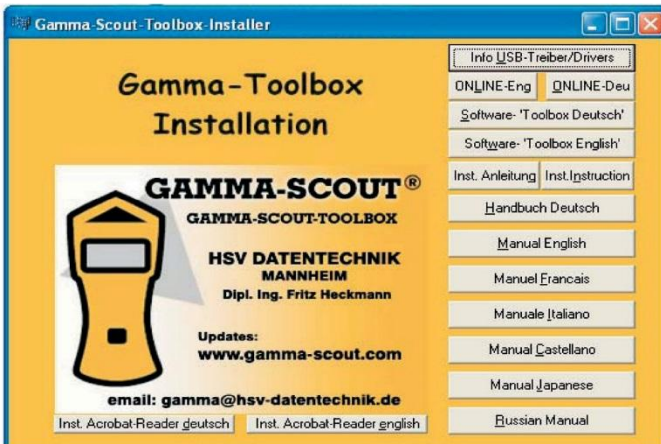 Gamma-Scout-Toolbox-Installer
Gamma-Toolbox
Installation
GAMMA-SCOUT®
GAMMA-SCOUT-TOOLBOX
HSV DATENTECHNIK
MANNHEIM
Dipl. Ing. Fritz Heckmann
Updates:
www.gamma-scout.com
email: gamma@hsv-datentechnik.de
Inst. Acrobat-Reader deutsch
Inst. Acrobat-Reader english
Info USB-Treiber/Drivers
ONLINE-Eng
ONLINE-Deu
Software- 'Toolbox Deutsch'
Software- 'Toolbox English'
Inst. Anleitung
Inst.Instruction
Handbuch Deutsch
Manual English
Manuel Francais
Manuale Italiano
Manual Castellano
Manual Japanese
Russian Manual